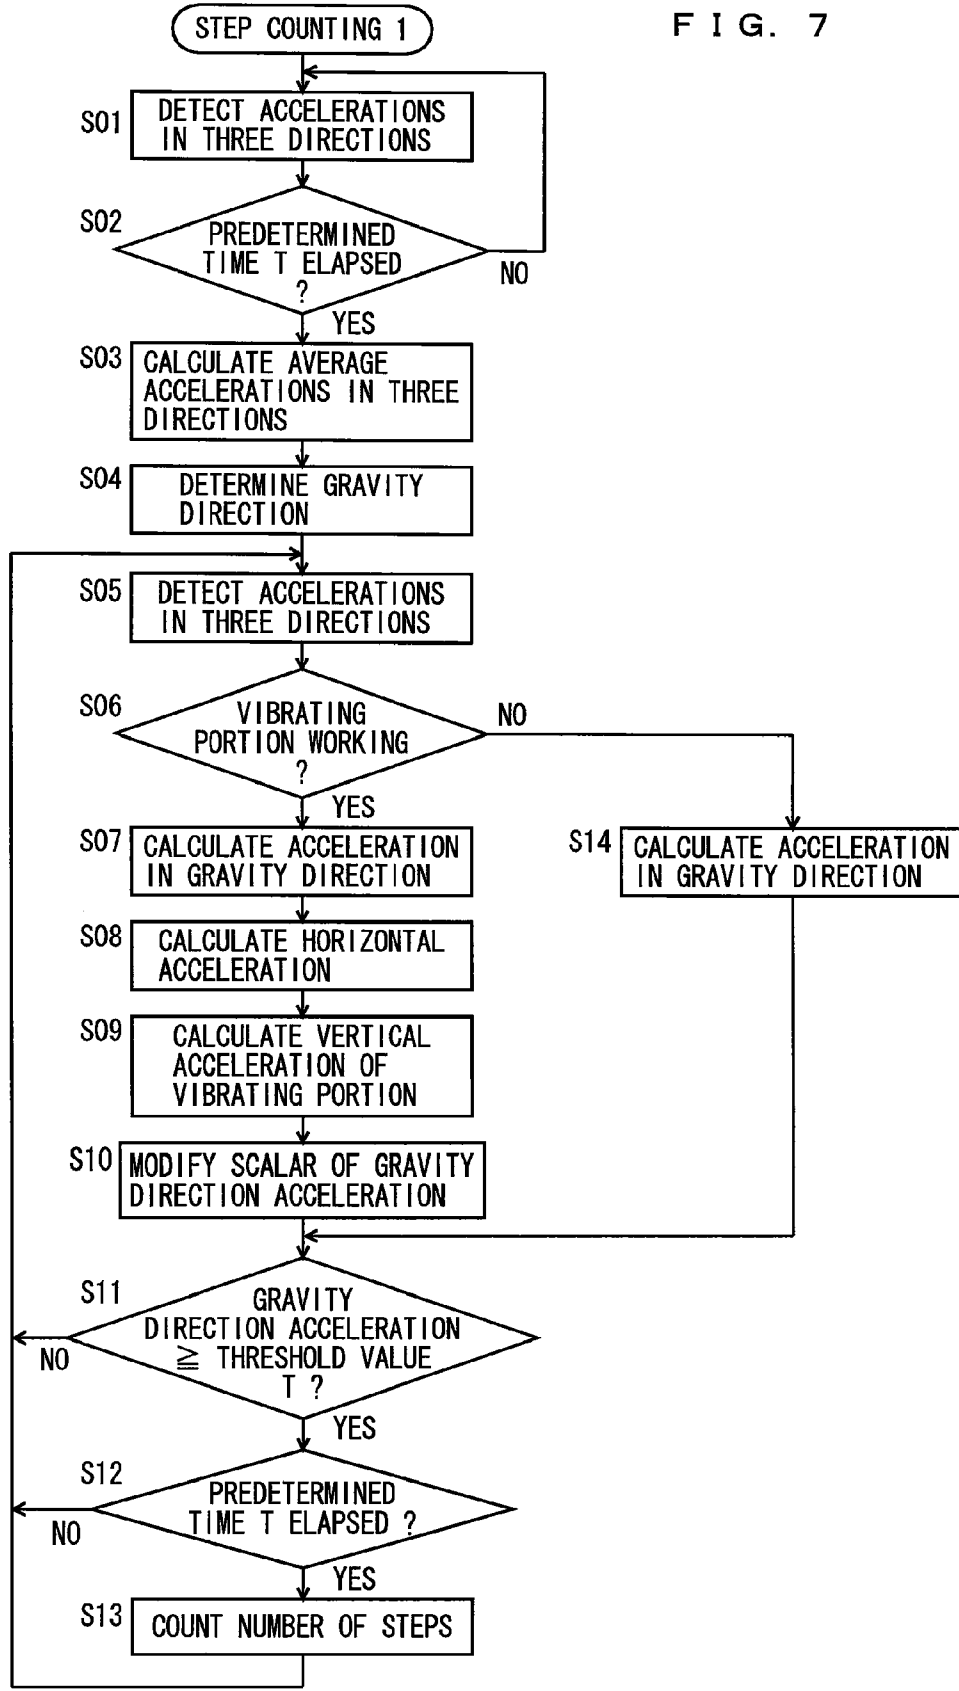 FIG. 7
STEP COUNTING 1
S01
DETECT ACCELERATIONS
IN THREE DIRECTIONS
S02
PREDETERMINED
TIME T ELAPSED
?
NO
YES
S03
CALCULATE AVERAGE
ACCELERATIONS IN THREE
DIRECTIONS
S04
DETERMINE GRAVITY
DIRECTION
S05
DETECT ACCELERATIONS
IN THREE DIRECTIONS
S06
VIBRATING
PORTION WORKING
?
NO
YES
S07
CALCULATE ACCELERATION
IN GRAVITY DIRECTION
S14
CALCULATE ACCELERATION
IN GRAVITY DIRECTION
S08
CALCULATE HORIZONTAL
ACCELERATION
S09
CALCULATE VERTICAL
ACCELERATION OF
VIBRATING PORTION
S10
MODIFY SCALAR OF GRAVITY
DIRECTION ACCELERATION
S11
GRAVITY
DIRECTION ACCELERATION
≧ THRESHOLD VALUE
T ?
NO
YES
S12
PREDETERMINED
TIME T ELAPSED ?
NO
YES
S13
COUNT NUMBER OF STEPS